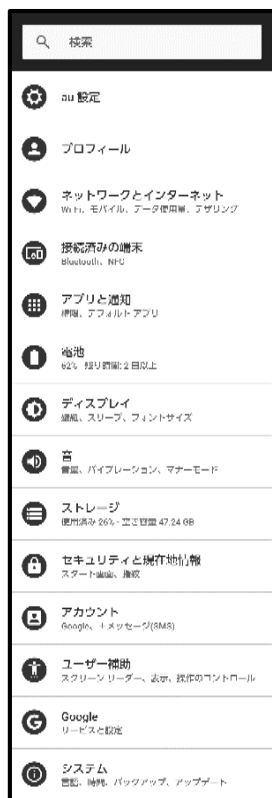 検索
au 設定
プロフィール
ネットワークとインターネット
Wi-Fi、モバイル、データ使用量、テザリング
接続済みの端末
Bluetooth、NFC
アプリと通知
権限、デフォルト アプリ
電池
62% - 残り時間: 2 日以上
ディスプレイ
壁紙、スリープ、フォントサイズ
音
音量、バイブレーション、マナーモード
ストレージ
使用済み 26% - 空き容量 47.24 GB
セキュリティと現在地情報
スタート画面、指紋
アカウント
Google、＋メッセージ(SMS)
ユーザー補助
スクリーン リーダー、表示、操作のコントロール
Google
サービスと設定
システム
言語、時間、バックアップ、アップデート